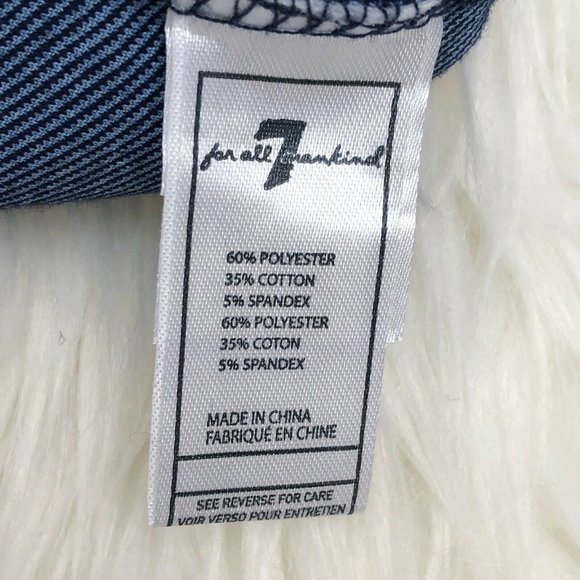 7
for all mankind
60% POLYESTER
35% COTTON
5% SPANDEX
60% POLYESTER
35% COTON
5% SPANDEX
MADE IN CHINA
FABRIQUÉ EN CHINE
SEE REVERSE FOR CARE
VOIR VERSO POUR ENTRETIEN